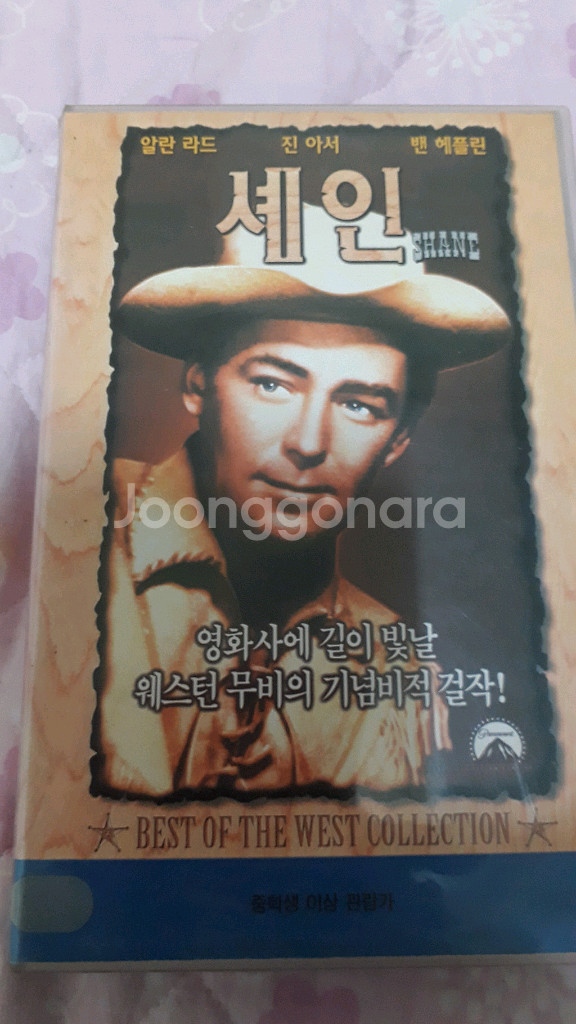 알란 라드 진 아서 밴 헤플린
셰인
SHANE
Joonggonara
영화사에 길이 빛날
웨스턴 무비의 기념비적 걸작!
Paramount
BEST OF THE WEST COLLECTION
중학생 이상 관람가